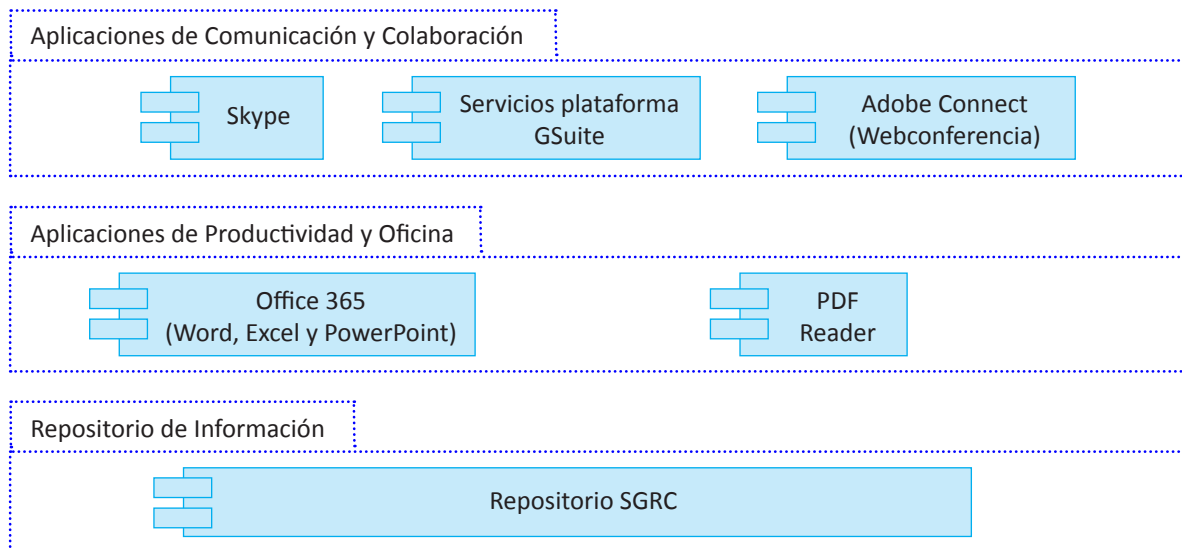 Aplicaciones de Comunicación y Colaboración
Skype
Servicios plataforma
GSuite
Adobe Connect
(Webconferencia)
Aplicaciones de Productividad y Oficina
Office 365
(Word, Excel y PowerPoint)
PDF
Reader
Repositorio de Información
Repositorio SGRC